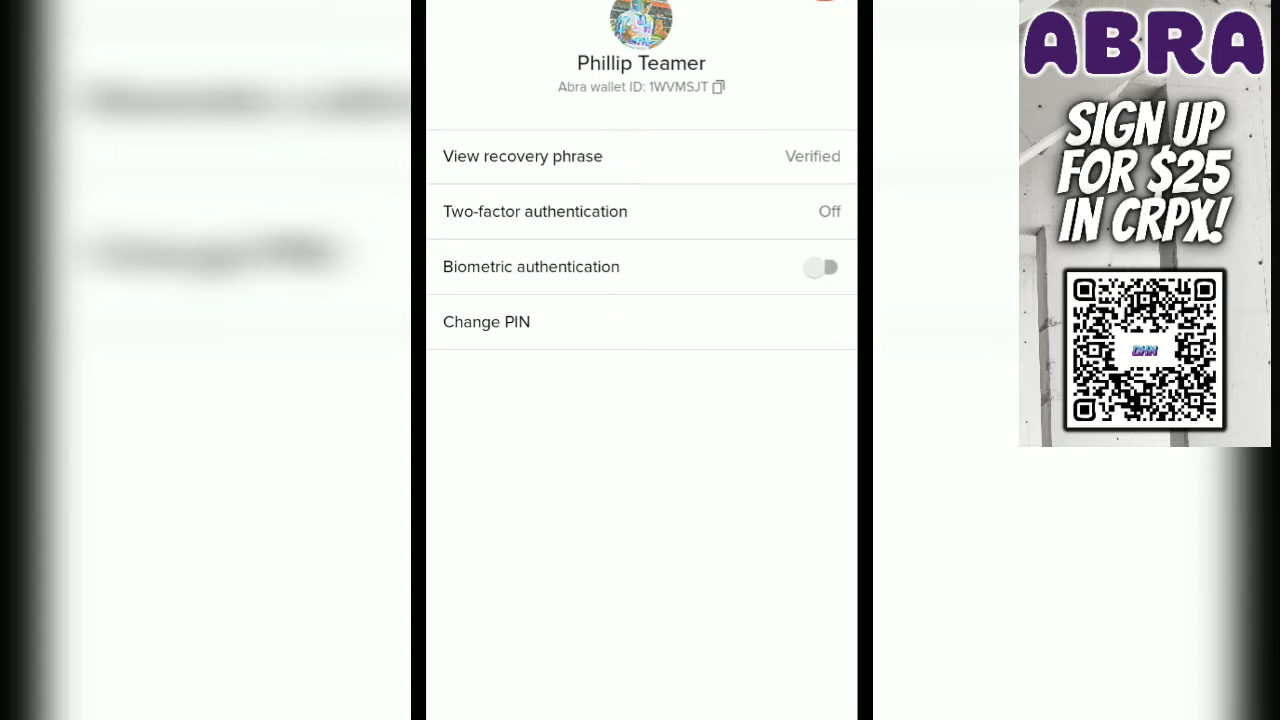 Phillip Teamer
Abra wallet ID: 1WVMSJT
View recovery phrase
Verified
Two-factor authentication
Off
Biometric authentication
Change PIN
ABRA
SIGN UP
FOR $25
IN CRPX!
DHN